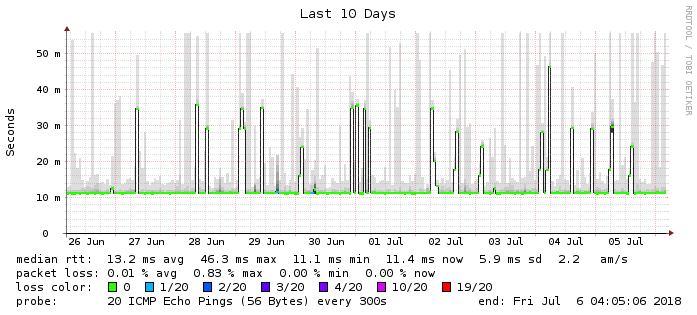 Last 10 Days
RRDTOOL / TOBI OETIKER
Seconds
50 m
40 m
30 m
20 m
10 m
0
26 Jun 27 Jun 28 Jun 29 Jun 30 Jun 01 Jul 02 Jul 03 Jul 04 Jul 05 Jul
median rtt: 13.2 ms avg 46.3 ms max 11.1 ms min 11.4 ms now 5.9 ms sd 2.2 am/s
packet loss: 0.01 % avg 0.83 % max 0.00 % min 0.00 % now
loss color: 0 1/20 2/20 3/20 4/20 10/20 19/20
probe: 20 ICMP Echo Pings (56 Bytes) every 300s end: Fri Jul 6 04:05:06 2018